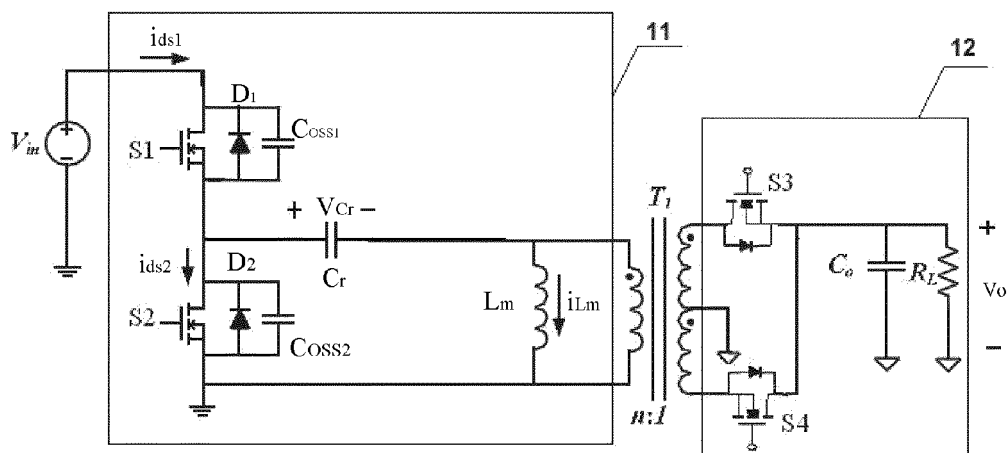 11
12
ids1
D1
COSS1
Vin
S1
S3
T1
+ VCr −
+
ids2
D2
Cr
Co
RL
Vo
Lm
iLm
S2
COSS2
−
n:1
S4